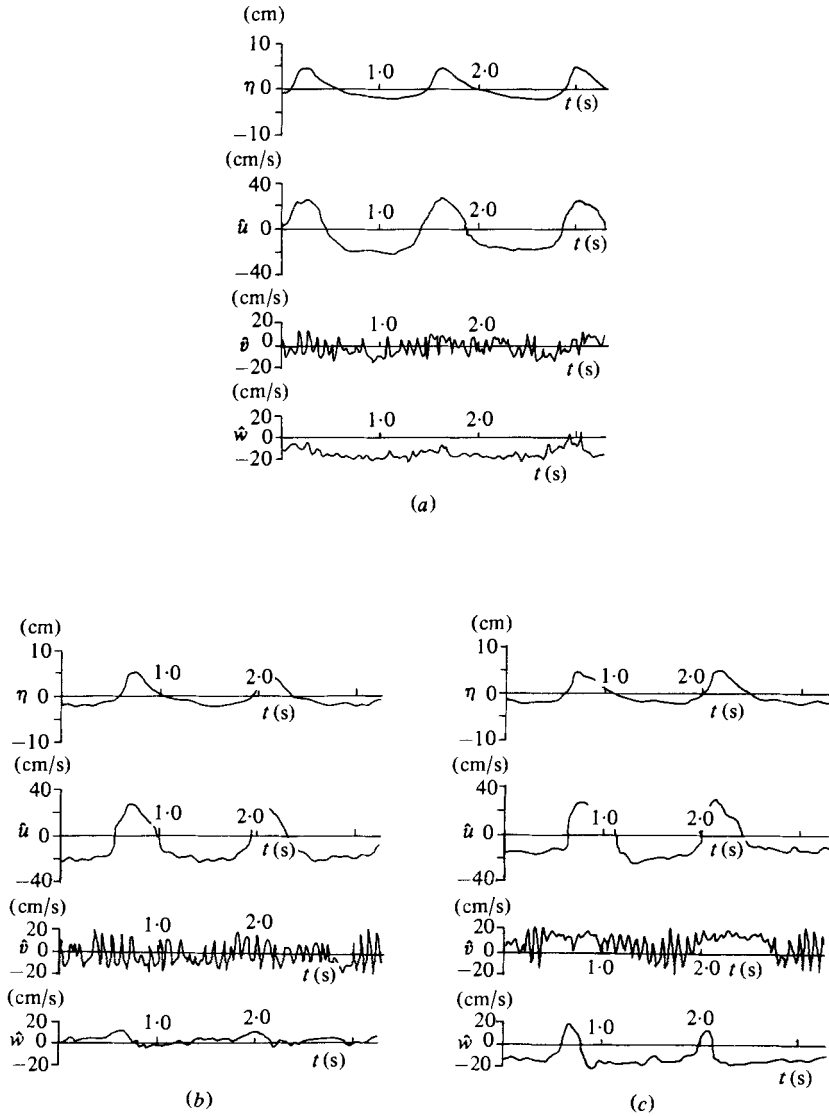 (cm)
10
η 0
1·0
2·0
t (s)
−10
(cm/s)
40
û 0
1·0
2·0
t (s)
−40
(cm/s)
20
v̂ 0
1·0
2·0
−20
t (s)
(cm/s)
20
ŵ 0
1·0
2·0
−20
t (s)
(a)
(cm)
10
η 0
1·0
2·0
t (s)
−10
(cm/s)
40
û 0
1·0
2·0
t (s)
−40
(cm/s)
20
v̂ 0
1·0
2·0
−20
t (s)
(cm/s)
20
ŵ 0
1·0
2·0
−20
t (s)
(b)
(cm)
10
η 0
1·0
2·0
t (s)
−10
(cm/s)
40
û 0
1·0
2·0
t (s)
−40
(cm/s)
20
v̂ 0
−20
1·0
2·0
t (s)
(cm/s)
20
ŵ 0
1·0
2·0
−20
t (s)
(c)